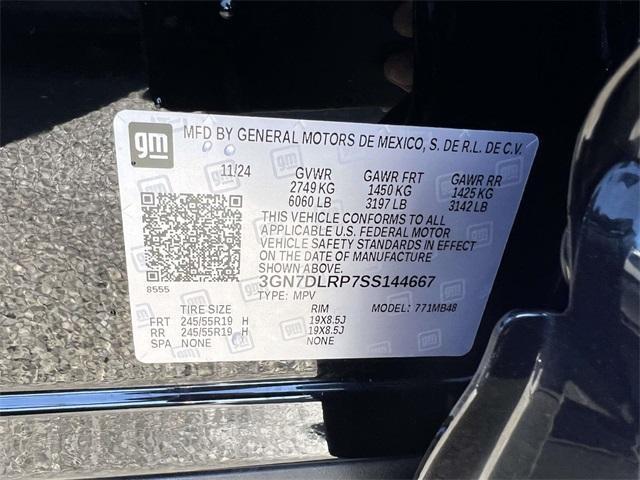 gm
MFD BY GENERAL MOTORS DE MEXICO, S. DE R.L. DE C.V.
11/24 GVWR GAWR FRT GAWR RR
2749 KG 1450 KG 1425 KG
6060 LB 3197 LB 3142 LB
THIS VEHICLE CONFORMS TO ALL
APPLICABLE U.S. FEDERAL MOTOR
VEHICLE SAFETY STANDARDS IN EFFECT
ON THE DATE OF MANUFACTURE
SHOWN ABOVE.
8555 3GN7DLRP7SS144667
TYPE: MPV MODEL: 771MB48
TIRE SIZE RIM
FRT 245/55R19 H 19X8.5J
RR 245/55R19 H 19X8.5J
SPA NONE NONE